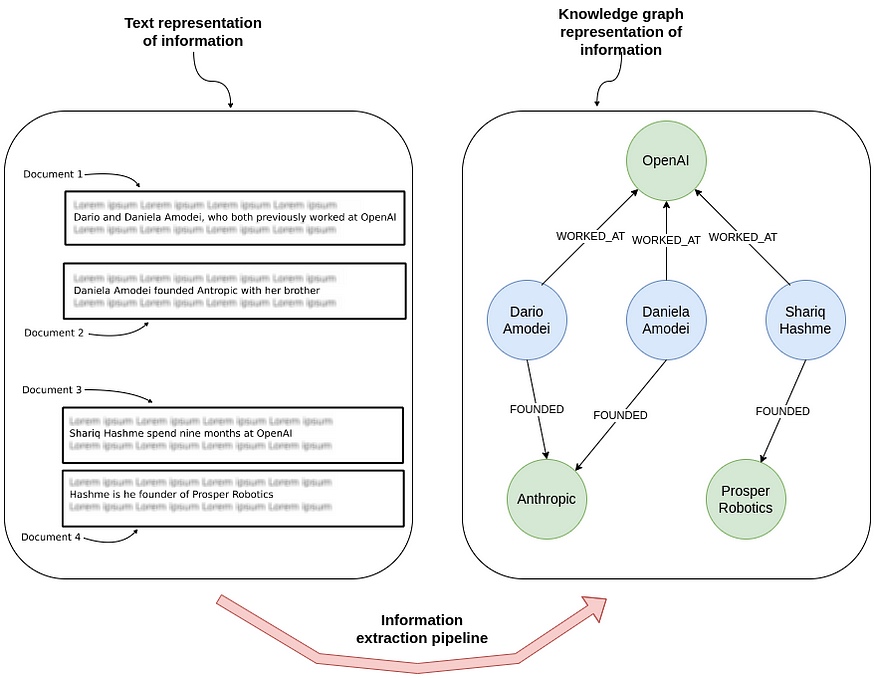 Text representation
of information
Knowledge graph
representation of
information
Document 1
Lorem ipsum Lorem ipsum Lorem ipsum Lorem ipsum
Dario and Daniela Amodei, who both previously worked at OpenAI
Lorem ipsum Lorem ipsum Lorem ipsum Lorem ipsum
Lorem ipsum Lorem ipsum Lorem ipsum Lorem ipsum
Daniela Amodei founded Antropic with her brother
Lorem ipsum Lorem ipsum Lorem ipsum Lorem ipsum
Document 2
Document 3
Lorem ipsum Lorem ipsum Lorem ipsum Lorem ipsum
Shariq Hashme spend nine months at OpenAI
Lorem ipsum Lorem ipsum Lorem ipsum Lorem ipsum
Lorem ipsum Lorem ipsum Lorem ipsum Lorem ipsum
Hashme is he founder of Prosper Robotics
Lorem ipsum Lorem ipsum Lorem ipsum Lorem ipsum
Document 4
OpenAI
WORKED_AT
WORKED_AT
WORKED_AT
Dario
Amodei
Daniela
Amodei
Shariq
Hashme
FOUNDED
FOUNDED
FOUNDED
Anthropic
Prosper
Robotics
Information
extraction pipeline